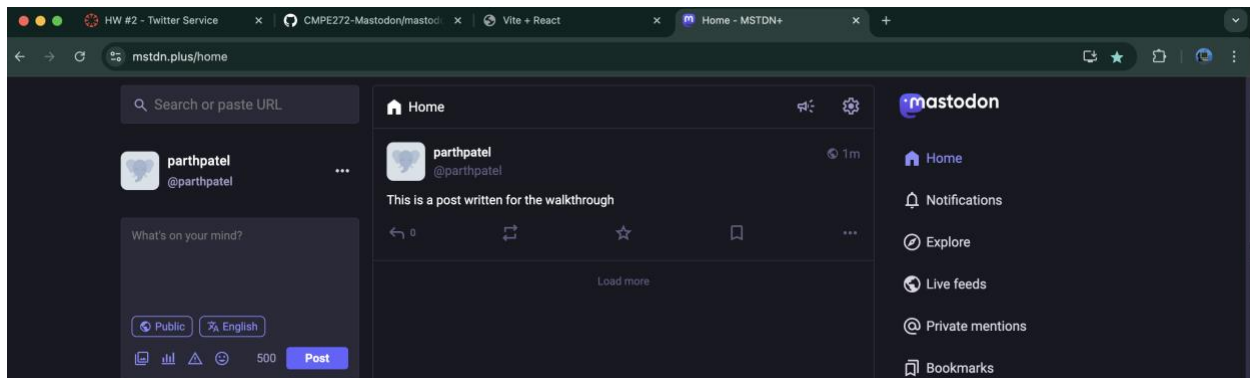 HW #2 - Twitter Service
CMPE272-Mastodon/mastod
Vite + React
Home - MSTDN+
mstdn.plus/home
Search or paste URL
parthpatel
@parthpatel
What's on your mind?
Public
English
500
Post
Home
parthpatel
@parthpatel
1m
This is a post written for the walkthrough
0
Load more
mastodon
Home
Notifications
Explore
Live feeds
Private mentions
Bookmarks